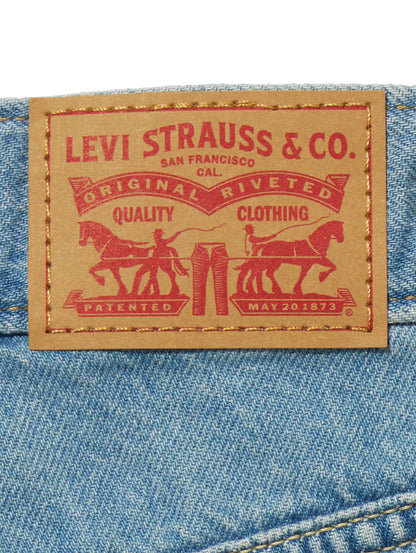 LEVI STRAUSS & CO.
SAN FRANCISCO
CAL.
ORIGINAL RIVETED
QUALITY CLOTHING
PATENTED MAY 20 1873
®